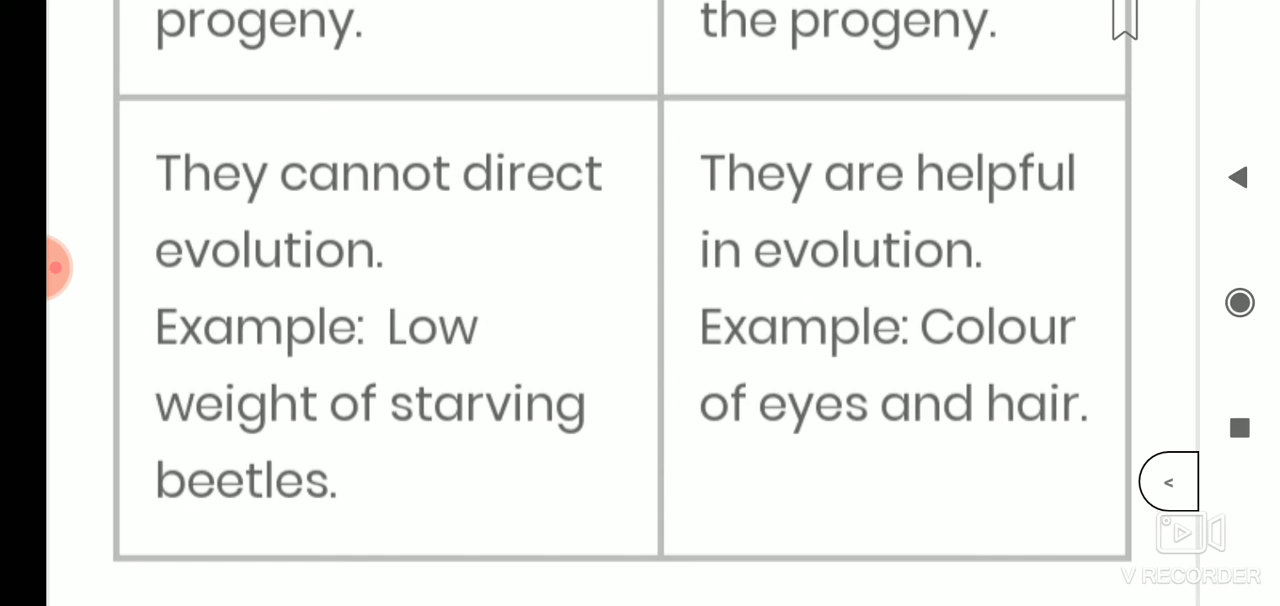 progeny.
the progeny.
They cannot direct
evolution.
Example: Low
weight of starving
beetles.
They are helpful
in evolution.
Example: Colour
of eyes and hair.
<
V RECORDER